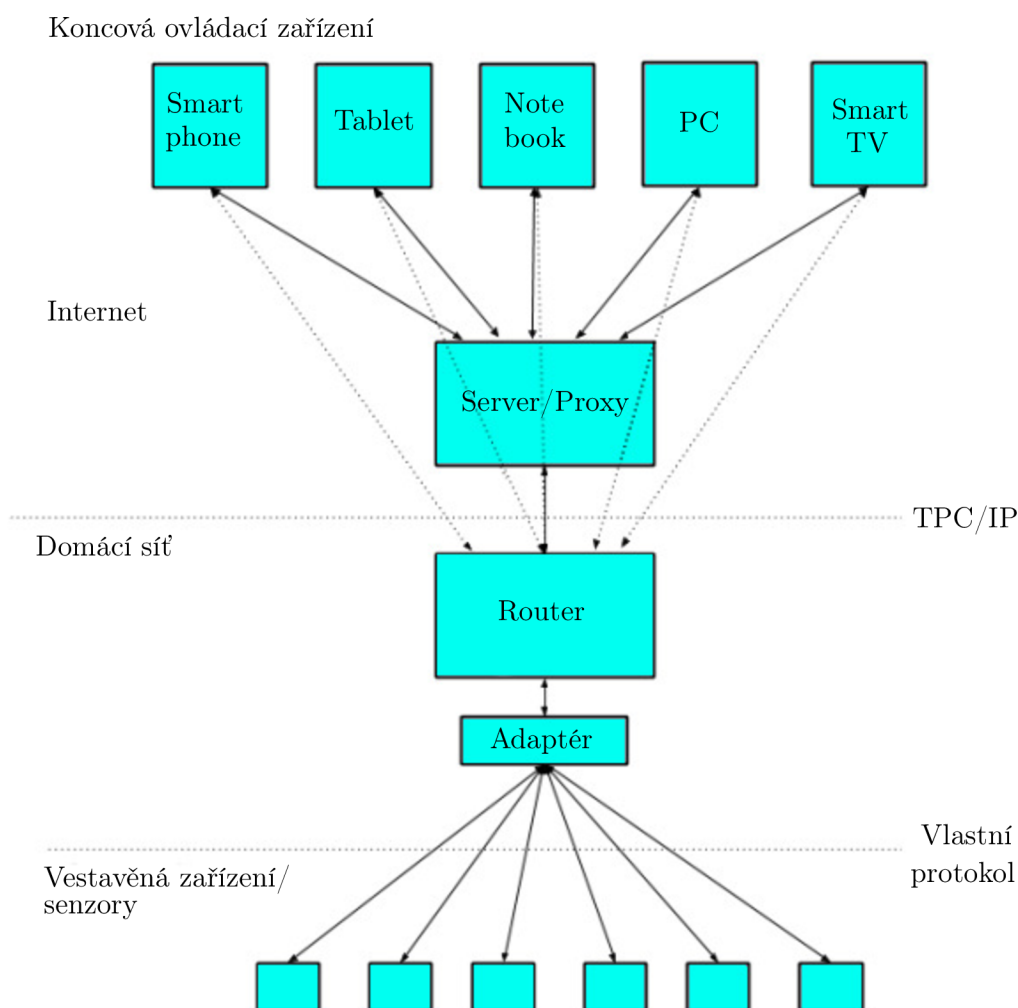 Koncová ovládací zařízení
Smart
phone
Tablet
Note
book
PC
Smart
TV
Internet
Server/Proxy
TPC/IP
Domácí síť
Router
Adaptér
Vlastní
protokol
Vestavěná zařízení/
senzory